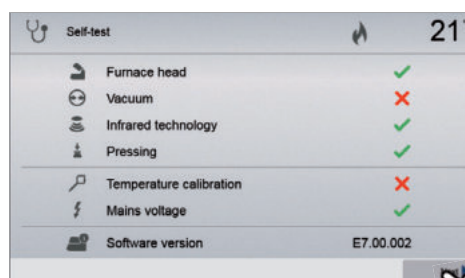 Self-test
21
Furnace head
Vacuum
Infrared technology
Pressing
Temperature calibration
Mains voltage
Software version E7.00.002